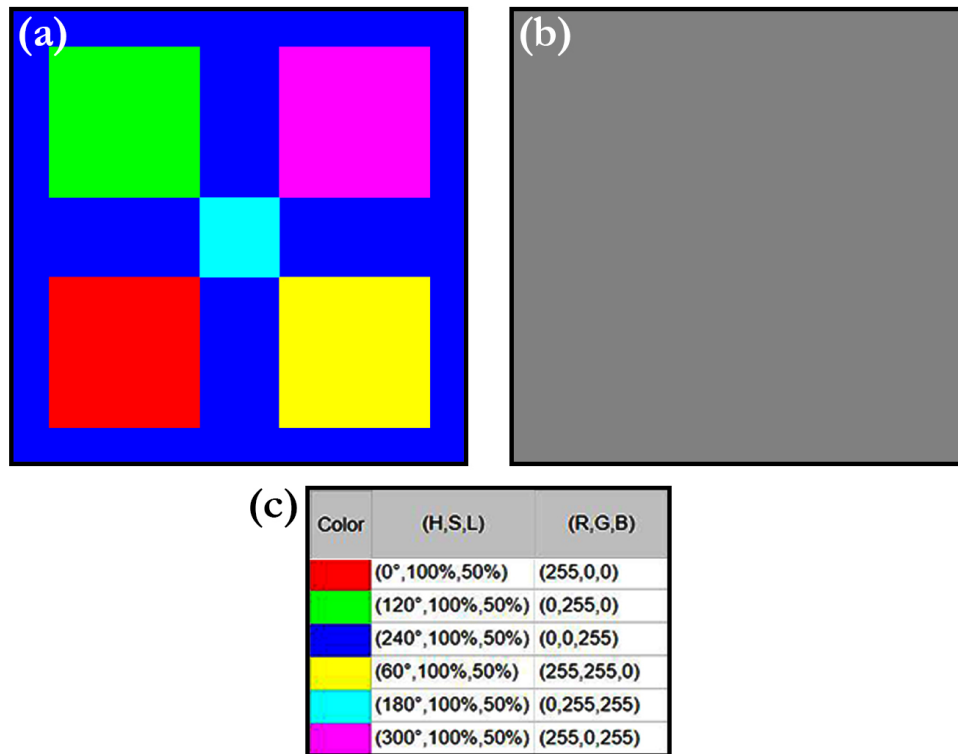 (a)
(b)
(c)
Color (H,S,L) (R,G,B)
(0°,100%,50%) (255,0,0)
(120°,100%,50%) (0,255,0)
(240°,100%,50%) (0,0,255)
(60°,100%,50%) (255,255,0)
(180°,100%,50%) (0,255,255)
(300°,100%,50%) (255,0,255)